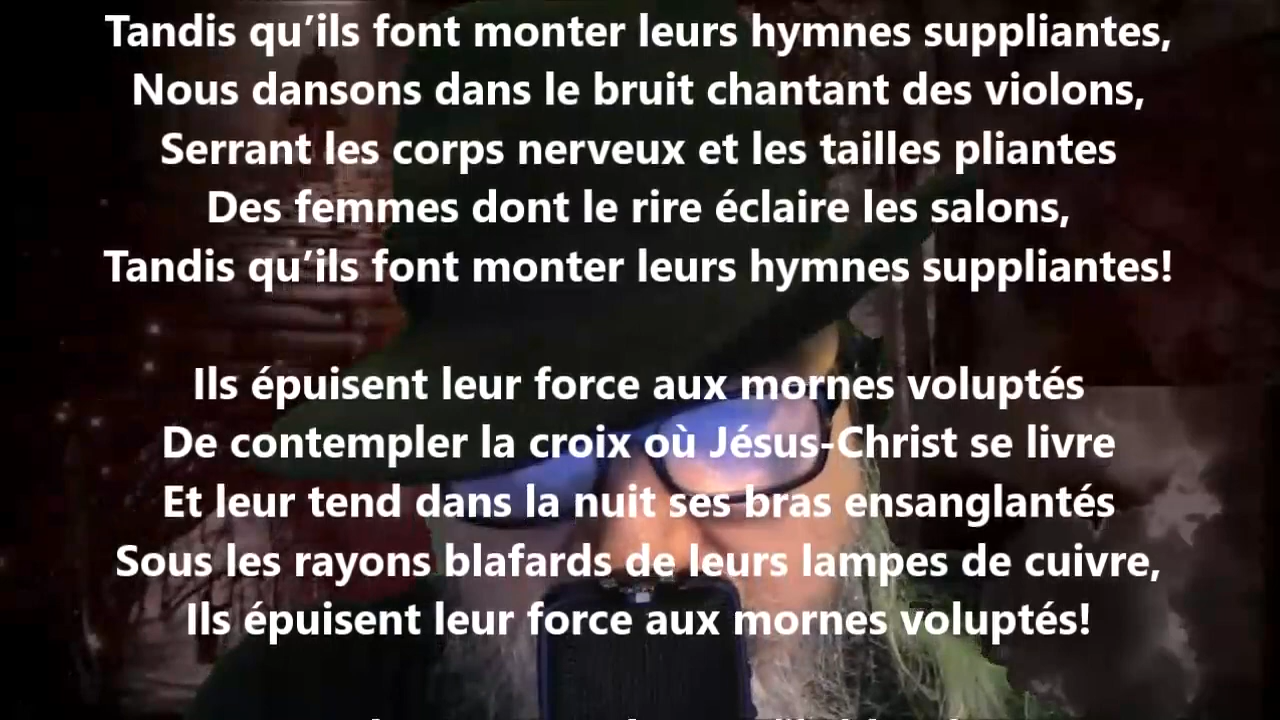 Tandis qu’ils font monter leurs hymnes suppliantes,
Nous dansons dans le bruit chantant des violons,
Serrant les corps nerveux et les tailles pliantes
Des femmes dont le rire éclaire les salons,
Tandis qu’ils font monter leurs hymnes suppliantes!
Ils épuisent leur force aux mornes voluptés
De contempler la croix où Jésus-Christ se livre
Et leur tend dans la nuit ses bras ensanglantés
Sous les rayons blafards de leurs lampes de cuivre,
Ils épuisent leur force aux mornes voluptés!